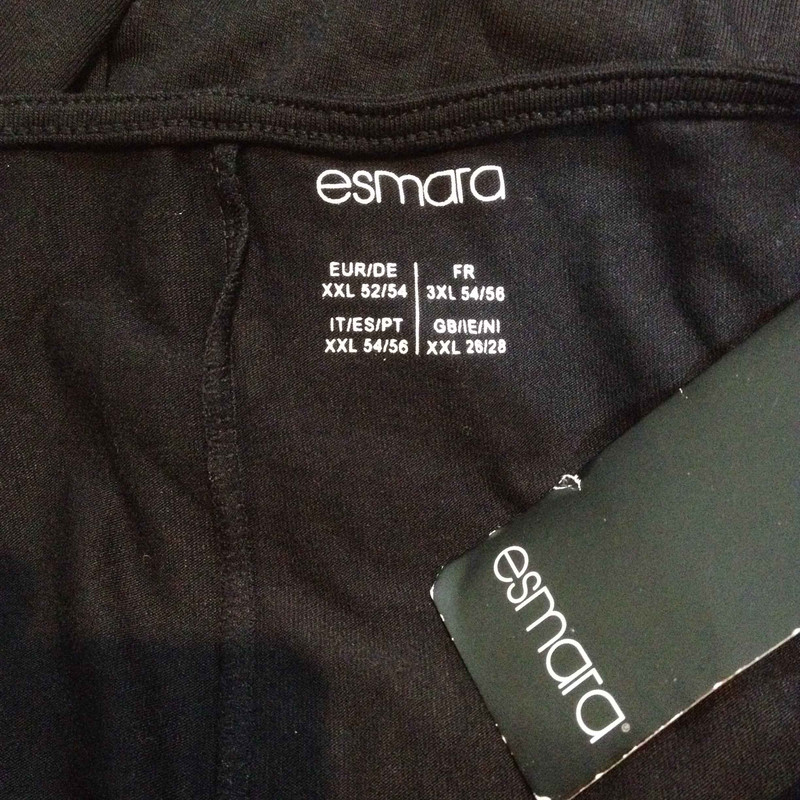 esmara
EUR/DE
XXL 52/54
FR
3XL 54/56
IT/ES/PT
XXL 54/56
GB/IE/NI
XXL 26/28
esmara®